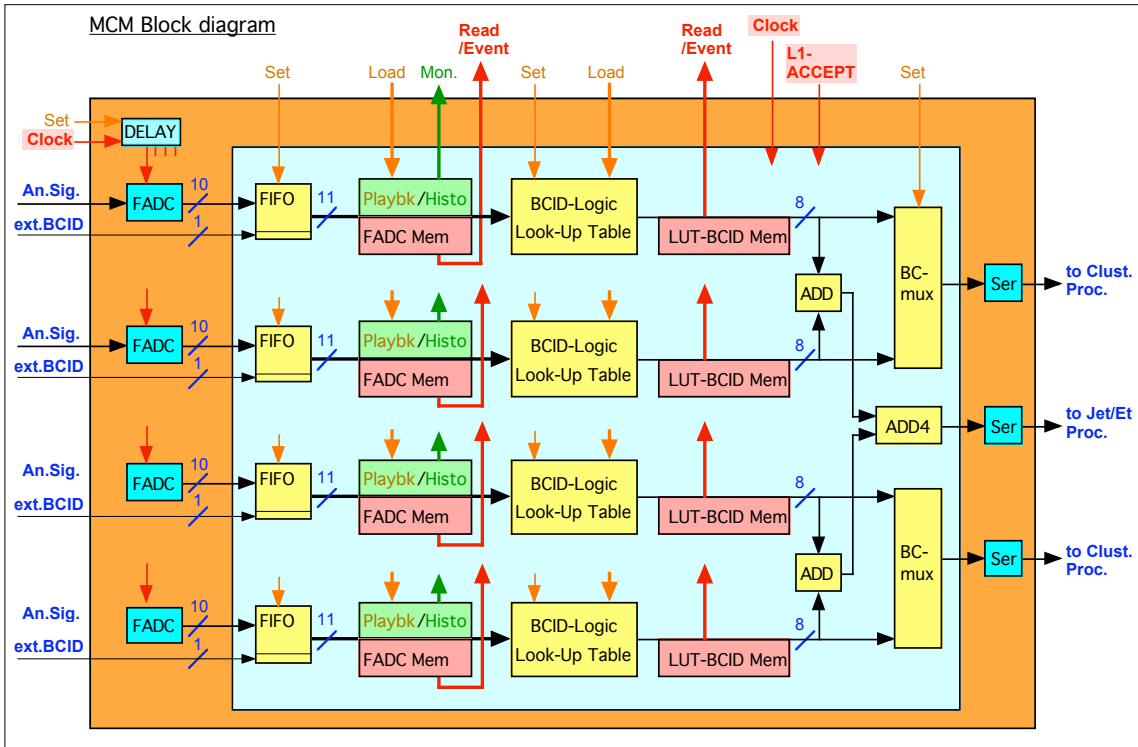 MCM Block diagram
Read
/Event
Read
/Event
Clock
L1-
ACCEPT
Set
Load
Mon.
Set
Load
Set
Set
Clock
DELAY
An.Sig.
FADC
10
ext.BCID
1
FIFO
11
Playbk/Histo
FADC Mem
BCID-Logic
Look-Up Table
LUT-BCID Mem
8
ADD
BC-
mux
Ser
to Clust.
Proc.
An.Sig.
FADC
10
ext.BCID
1
FIFO
11
Playbk/Histo
FADC Mem
BCID-Logic
Look-Up Table
LUT-BCID Mem
8
ADD4
Ser
to Jet/Et
Proc.
An.Sig.
FADC
10
ext.BCID
1
FIFO
11
Playbk/Histo
FADC Mem
BCID-Logic
Look-Up Table
LUT-BCID Mem
8
ADD
BC-
mux
Ser
to Clust.
Proc.
An.Sig.
FADC
10
ext.BCID
1
FIFO
11
Playbk/Histo
FADC Mem
BCID-Logic
Look-Up Table
LUT-BCID Mem
8